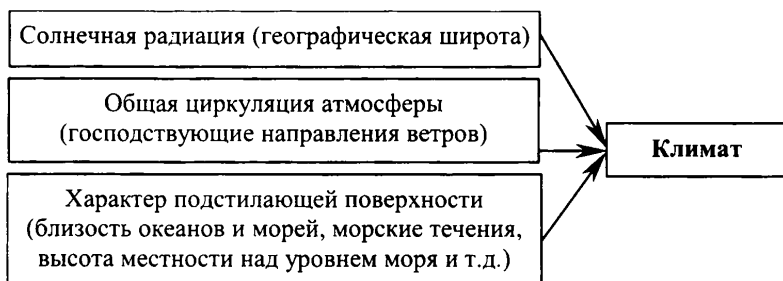 Солнечная радиация (географическая широта)
Общая циркуляция атмосферы
(господствующие направления ветров)
Климат
Характер подстилающей поверхности
(близость океанов и морей, морские течения,
высота местности над уровнем моря и т.д.)